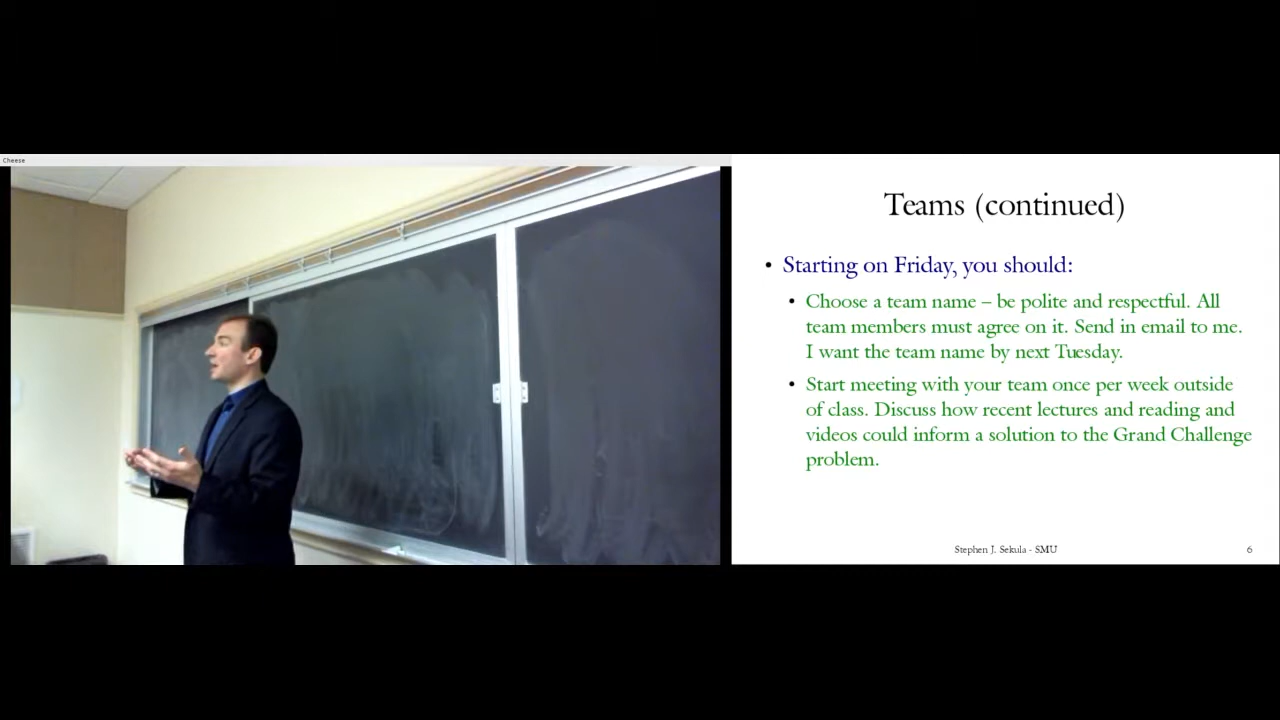 Cheese
Teams (continued)
• Starting on Friday, you should:
• Choose a team name – be polite and respectful. All
team members must agree on it. Send in email to me.
I want the team name by next Tuesday.
• Start meeting with your team once per week outside
of class. Discuss how recent lectures and reading and
videos could inform a solution to the Grand Challenge
problem.
Stephen J. Sekula - SMU
6